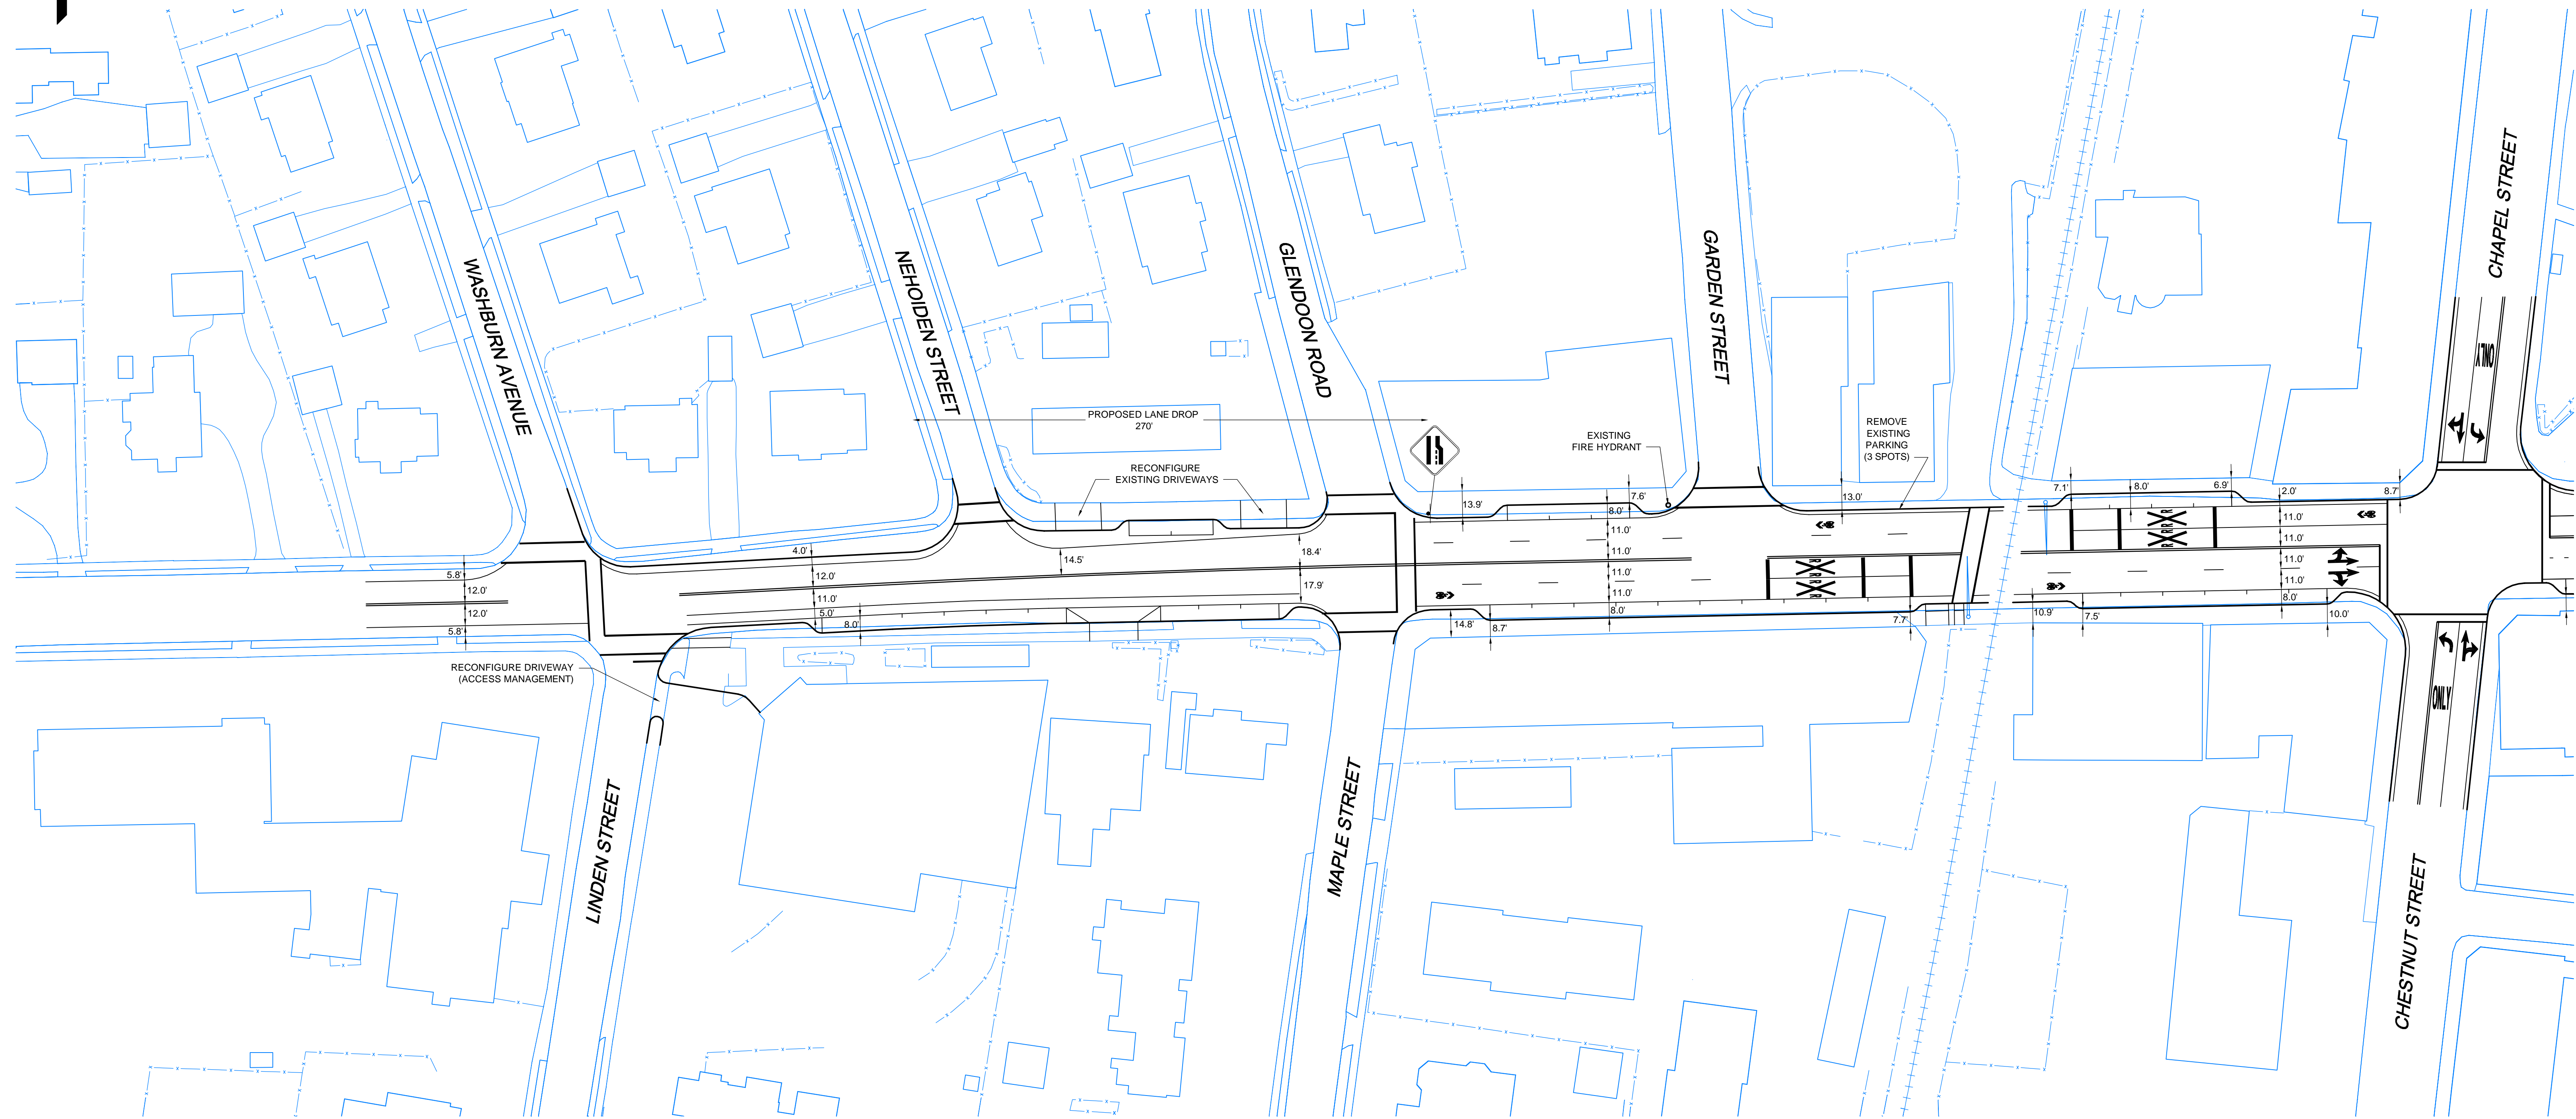 WASHBURN AVENUE
NEHOIDEN STREET
GLENDOON ROAD
GARDEN STREET
CHAPEL STREET
ONLY
PROPOSED LANE DROP
270'
RECONFIGURE
EXISTING DRIVEWAYS
EXISTING
FIRE HYDRANT
REMOVE
EXISTING
PARKING
(3 SPOTS)
13.9'
7.6'
8.0'
13.0'
7.1'
8.0'
6.9'
2.0'
8.7'
11.0'
11.0'
11.0'
11.0'
8.0'
R R
R R
11.0'
11.0'
11.0'
11.0'
8.0'
R R
R R
5.8'
12.0'
12.0'
5.8'
4.0'
12.0'
11.0'
5.0'
8.0'
14.5'
18.4'
17.9'
14.8'
8.7'
7.7'
10.9'
7.5'
10.0'
RECONFIGURE DRIVEWAY
(ACCESS MANAGEMENT)
ONLY
LINDEN STREET
MAPLE STREET
CHESTNUT STREET